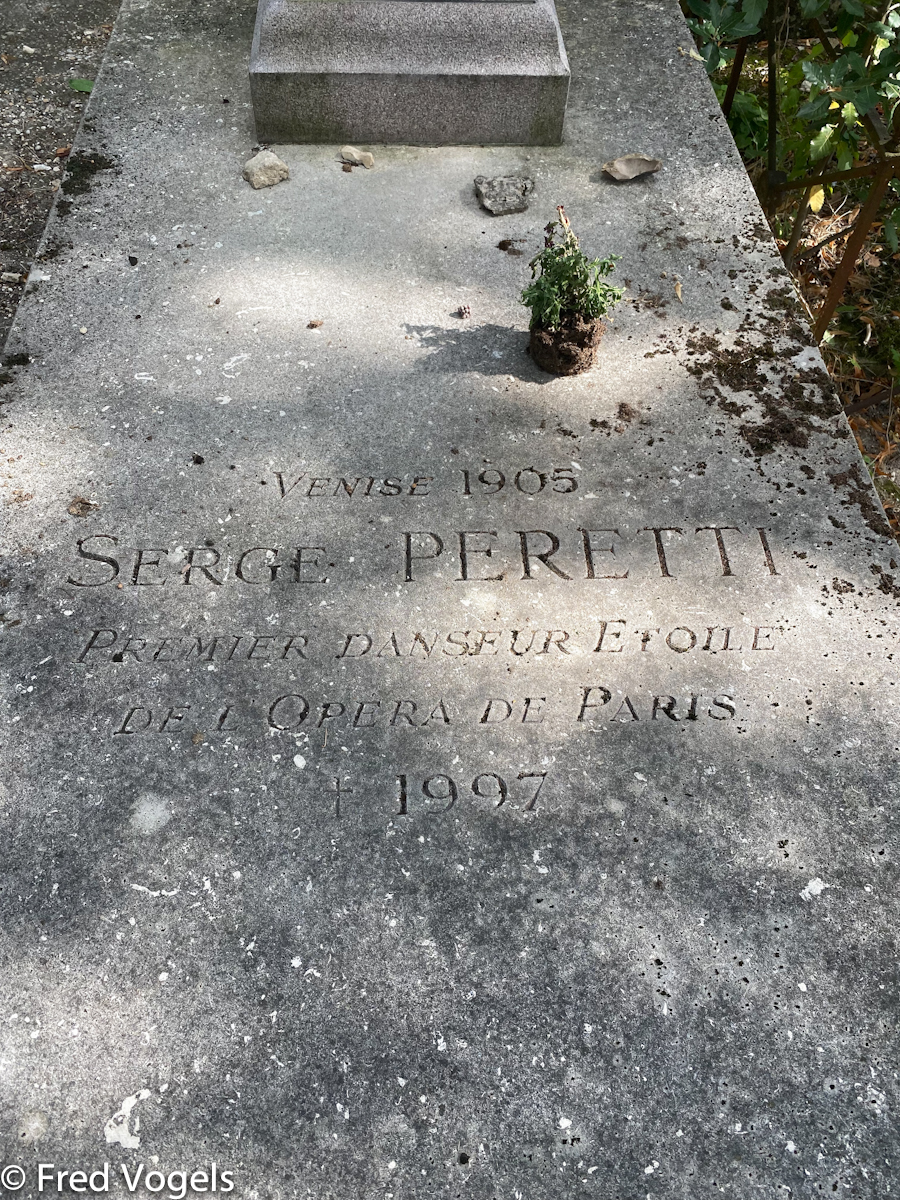 VENISE 1905
SERGE PERETTI
PREMIER DANSEUR ETOILE
DE L'OPERA DE PARIS
† 1997
© Fred Vogels